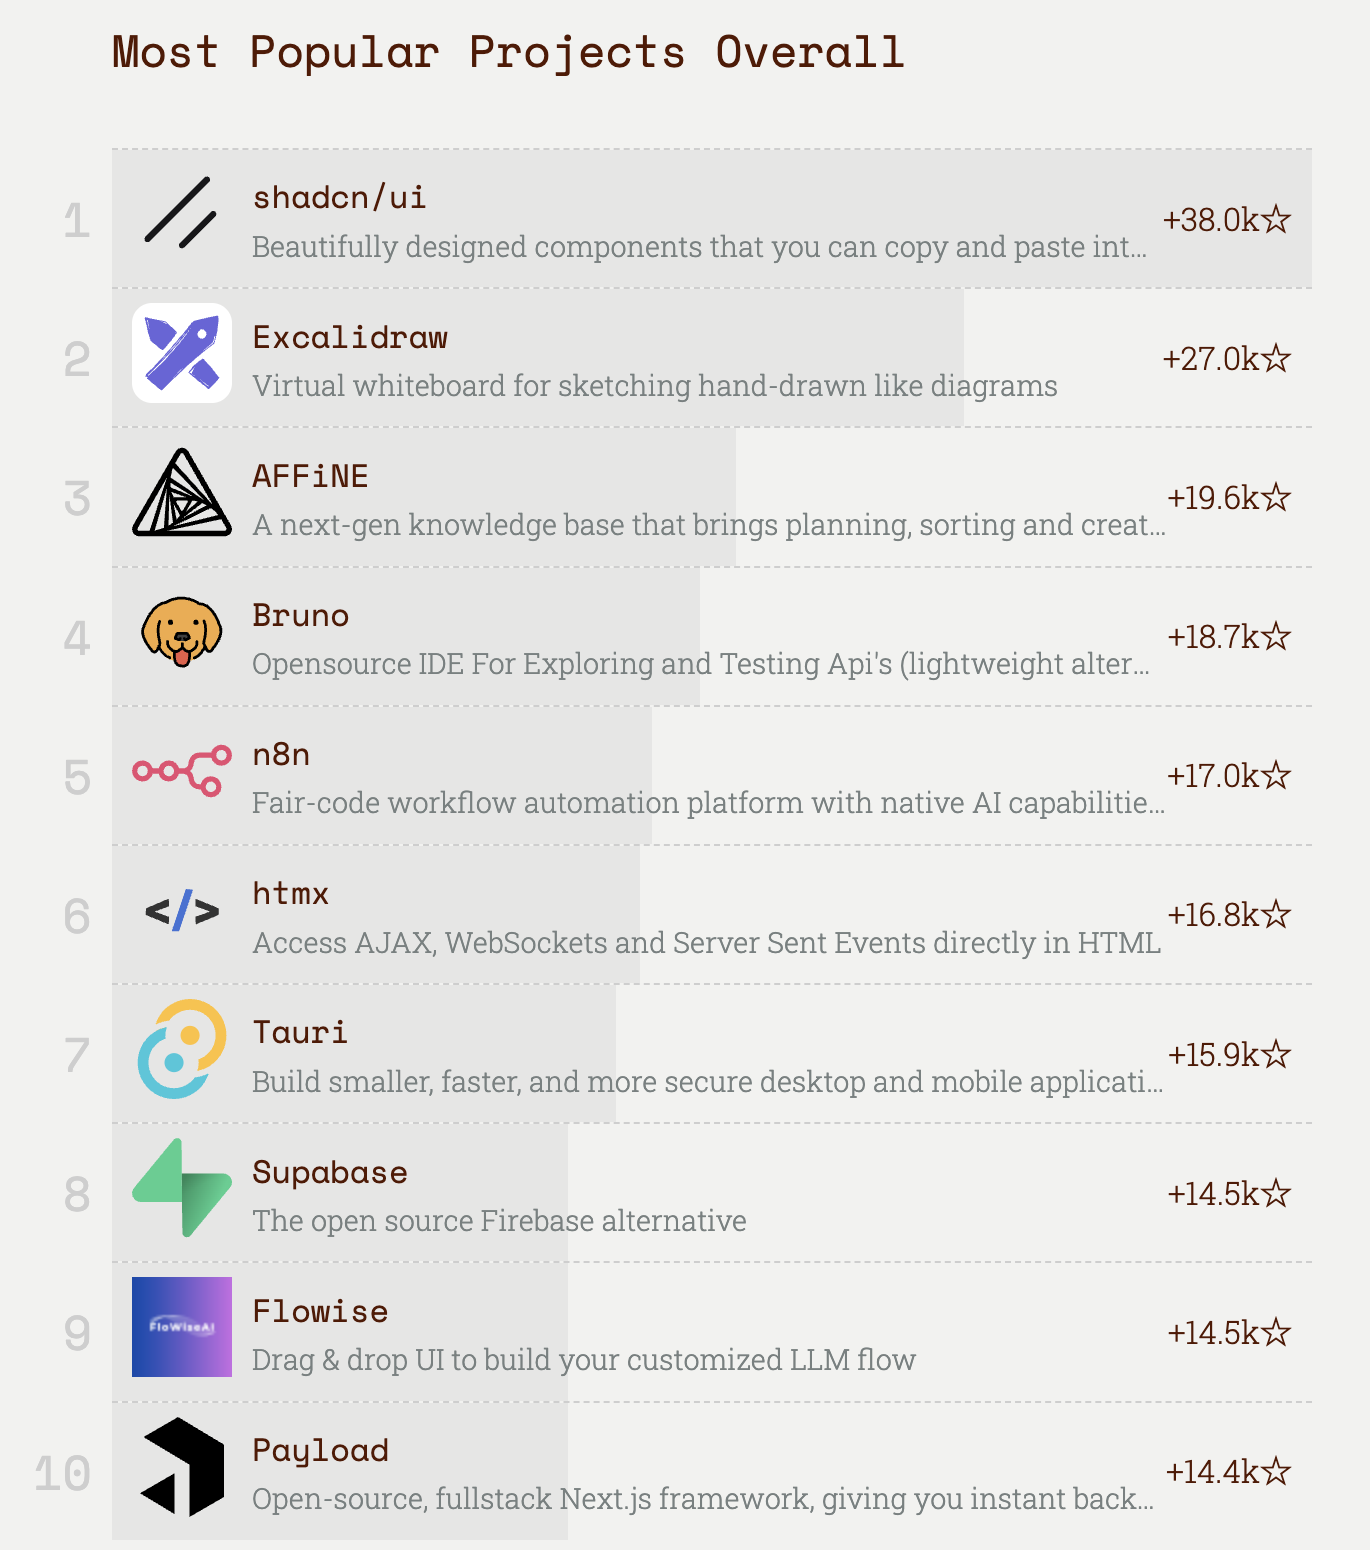 Most Popular Projects Overall
1
shadcn/ui
Beautifully designed components that you can copy and paste int…
+38.0k☆
2
Excalidraw
Virtual whiteboard for sketching hand-drawn like diagrams
+27.0k☆
3
AFFiNE
A next-gen knowledge base that brings planning, sorting and creat…
+19.6k☆
4
Bruno
Opensource IDE For Exploring and Testing Api's (lightweight alter…
+18.7k☆
5
n8n
Fair-code workflow automation platform with native AI capabilitie…
+17.0k☆
6
</>
htmx
Access AJAX, WebSockets and Server Sent Events directly in HTML
+16.8k☆
7
Tauri
Build smaller, faster, and more secure desktop and mobile applicati…
+15.9k☆
8
Supabase
The open source Firebase alternative
+14.5k☆
9
FloWiseAI
Flowise
Drag & drop UI to build your customized LLM flow
+14.5k☆
10
Payload
Open-source, fullstack Next.js framework, giving you instant back…
+14.4k☆